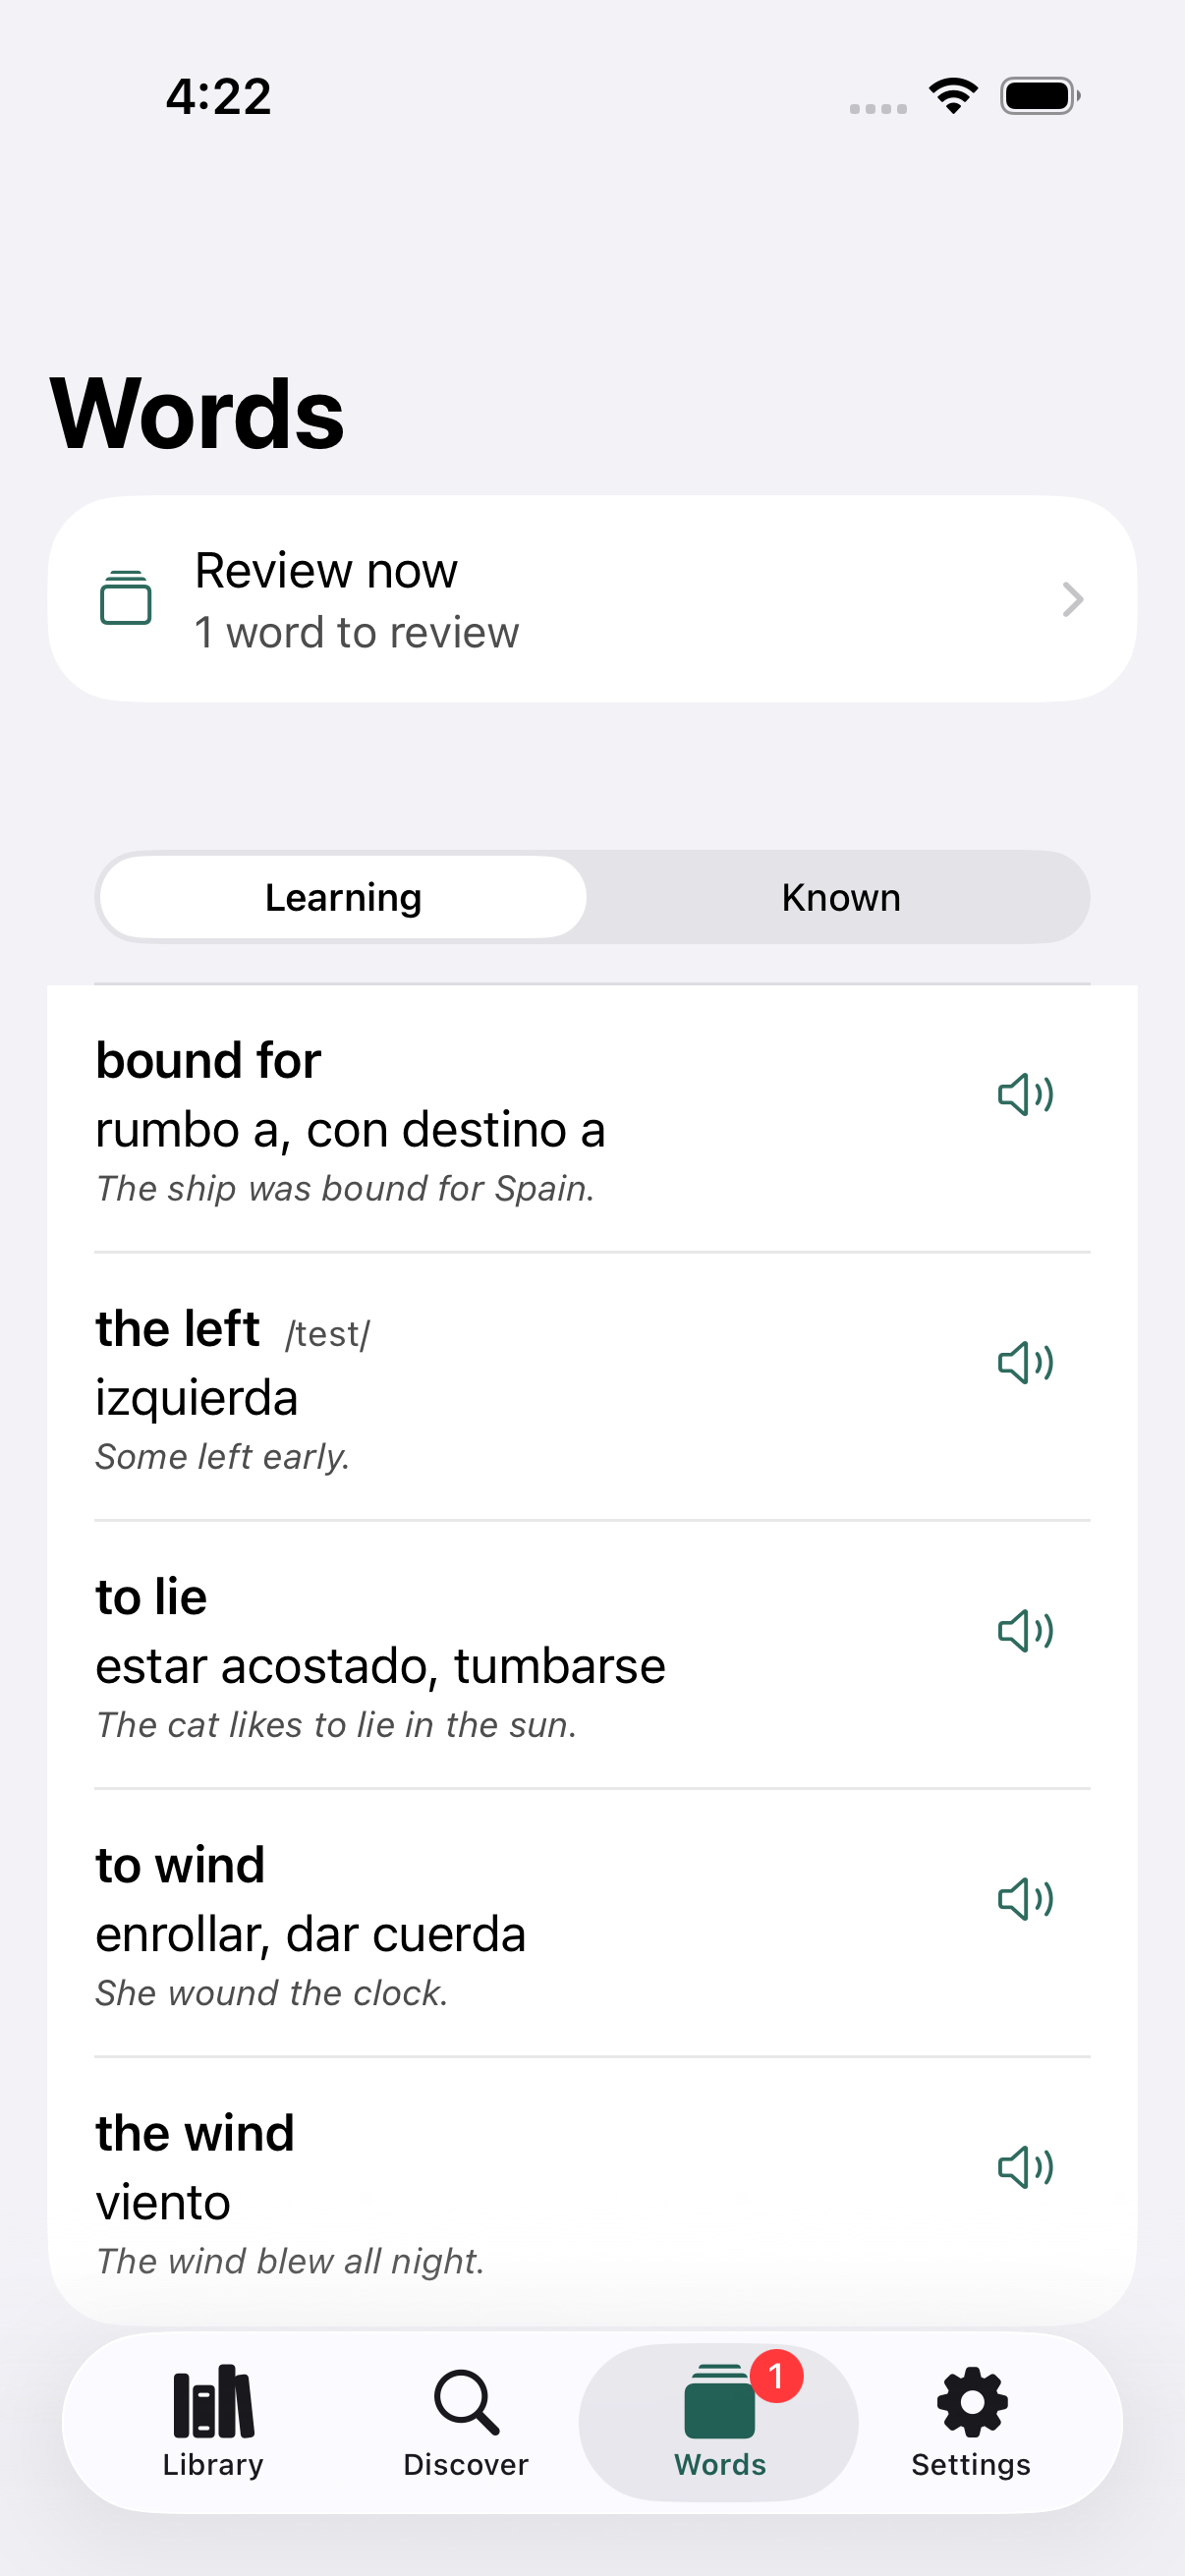 4:22
Words
Review now
1 word to review
Learning
Known
bound for
rumbo a, con destino a
The ship was bound for Spain.
the left /test/
izquierda
Some left early.
to lie
estar acostado, tumbarse
The cat likes to lie in the sun.
to wind
enrollar, dar cuerda
She wound the clock.
the wind
viento
The wind blew all night.
1
Library
Discover
Words
Settings